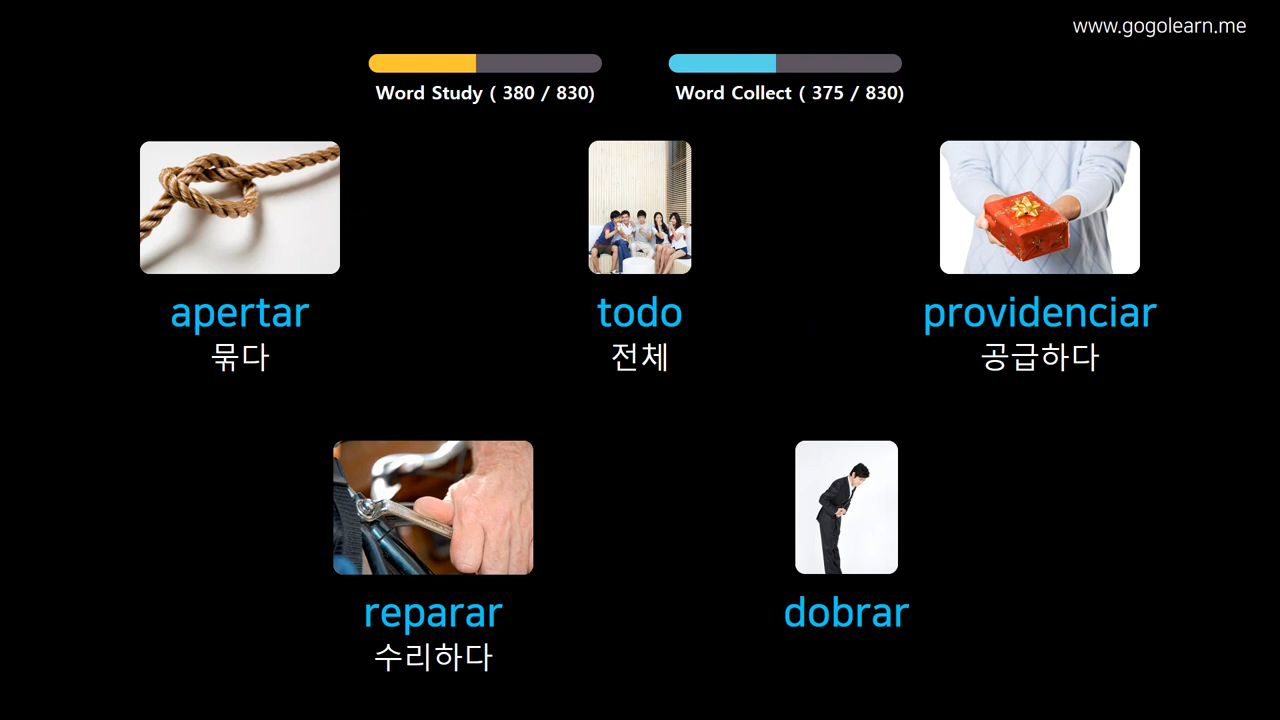 www.gogolearn.me
Word Study ( 380 / 830)
Word Collect ( 375 / 830)
apertar
묶다
todo
전체
providenciar
공급하다
reparar
수리하다
dobrar